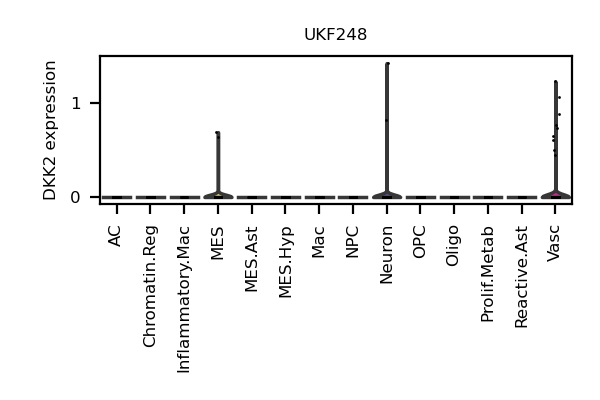 UKF248
DKK2 expression
1
0
AC
Chromatin.Reg
Inflammatory.Mac
MES
MES.Ast
MES.Hyp
Mac
NPC
Neuron
OPC
Oligo
Prolif.Metab
Reactive.Ast
Vasc